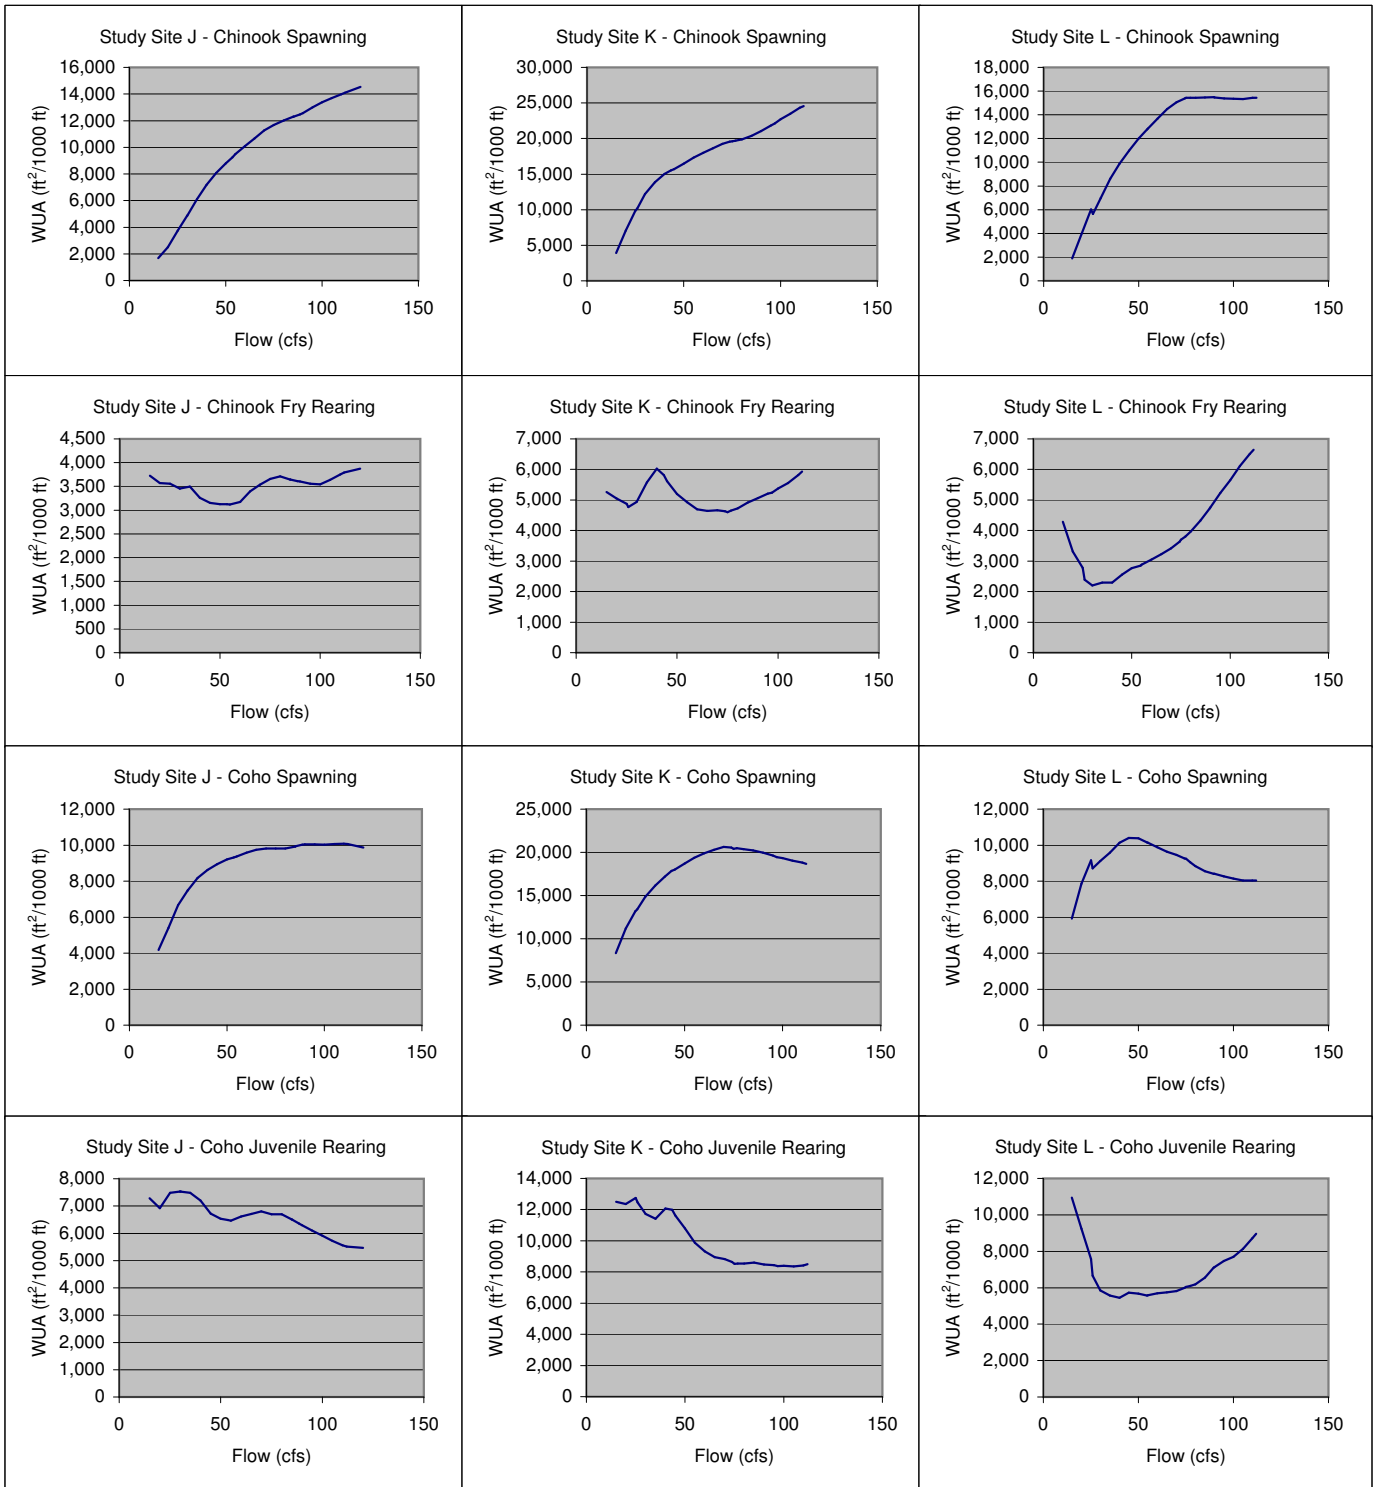 Study Site J - Chinook Spawning
WUA (ft²/1000 ft)
16,000
14,000
12,000
10,000
8,000
6,000
4,000
2,000
0
0 50 100 150
Flow (cfs)
Study Site K - Chinook Spawning
WUA (ft²/1000 ft)
30,000
25,000
20,000
15,000
10,000
5,000
0
0 50 100 150
Flow (cfs)
Study Site L - Chinook Spawning
WUA (ft²/1000 ft)
18,000
16,000
14,000
12,000
10,000
8,000
6,000
4,000
2,000
0
0 50 100 150
Flow (cfs)
Study Site J - Chinook Fry Rearing
WUA (ft²/1000 ft)
4,500
4,000
3,500
3,000
2,500
2,000
1,500
1,000
500
0
0 50 100 150
Flow (cfs)
Study Site K - Chinook Fry Rearing
WUA (ft²/1000 ft)
7,000
6,000
5,000
4,000
3,000
2,000
1,000
0
0 50 100 150
Flow (cfs)
Study Site L - Chinook Fry Rearing
WUA (ft²/1000 ft)
7,000
6,000
5,000
4,000
3,000
2,000
1,000
0
0 50 100 150
Flow (cfs)
Study Site J - Coho Spawning
WUA (ft²/1000 ft)
12,000
10,000
8,000
6,000
4,000
2,000
0
0 50 100 150
Flow (cfs)
Study Site K - Coho Spawning
WUA (ft²/1000 ft)
25,000
20,000
15,000
10,000
5,000
0
0 50 100 150
Flow (cfs)
Study Site L - Coho Spawning
WUA (ft²/1000 ft)
12,000
10,000
8,000
6,000
4,000
2,000
0
0 50 100 150
Flow (cfs)
Study Site J - Coho Juvenile Rearing
WUA (ft²/1000 ft)
8,000
7,000
6,000
5,000
4,000
3,000
2,000
1,000
0
0 50 100 150
Flow (cfs)
Study Site K - Coho Juvenile Rearing
WUA (ft²/1000 ft)
14,000
12,000
10,000
8,000
6,000
4,000
2,000
0
0 50 100 150
Flow (cfs)
Study Site L - Coho Juvenile Rearing
WUA (ft²/1000 ft)
12,000
10,000
8,000
6,000
4,000
2,000
0
0 50 100 150
Flow (cfs)